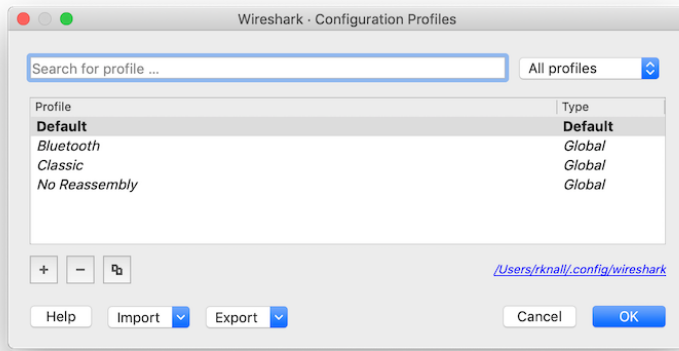 Wireshark · Configuration Profiles
Search for profile ...
All profiles
Profile Type
Default Default
Bluetooth Global
Classic Global
No Reassembly Global
+ −
/Users/rknall/.config/wireshark
Help Import Export Cancel OK